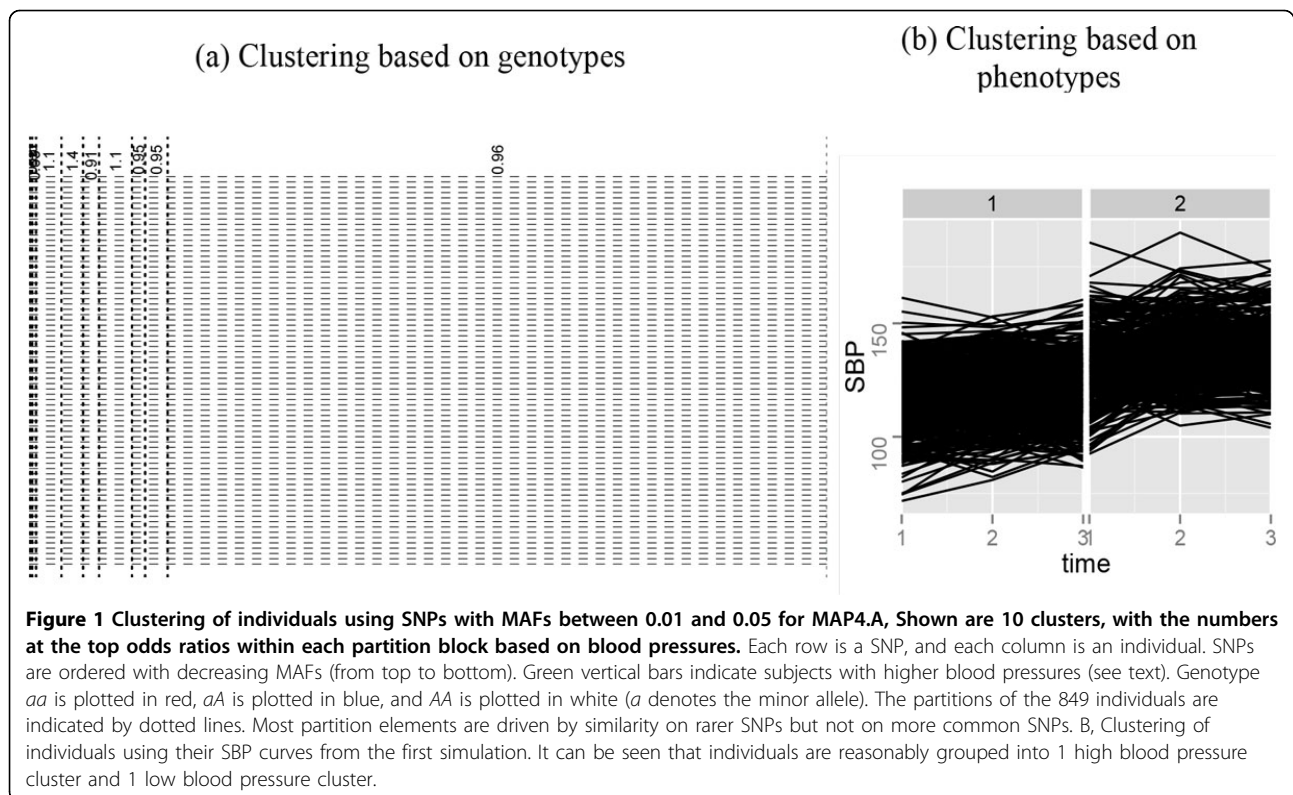 (a) Clustering based on genotypes
(b) Clustering based on
phenotypes
1.1
1.4
0.91
1.1
0.95
0.95
0.96
1
2
SBP
150
100
1
2
3
1
2
3
time
Figure 1 Clustering of individuals using SNPs with MAFs between 0.01 and 0.05 for MAP4.A, Shown are 10 clusters, with the numbers
at the top odds ratios within each partition block based on blood pressures. Each row is a SNP, and each column is an individual. SNPs
are ordered with decreasing MAFs (from top to bottom). Green vertical bars indicate subjects with higher blood pressures (see text). Genotype
aa is plotted in red, aA is plotted in blue, and AA is plotted in white (a denotes the minor allele). The partitions of the 849 individuals are
indicated by dotted lines. Most partition elements are driven by similarity on rarer SNPs but not on more common SNPs. B, Clustering of
individuals using their SBP curves from the first simulation. It can be seen that individuals are reasonably grouped into 1 high blood pressure
cluster and 1 low blood pressure cluster.